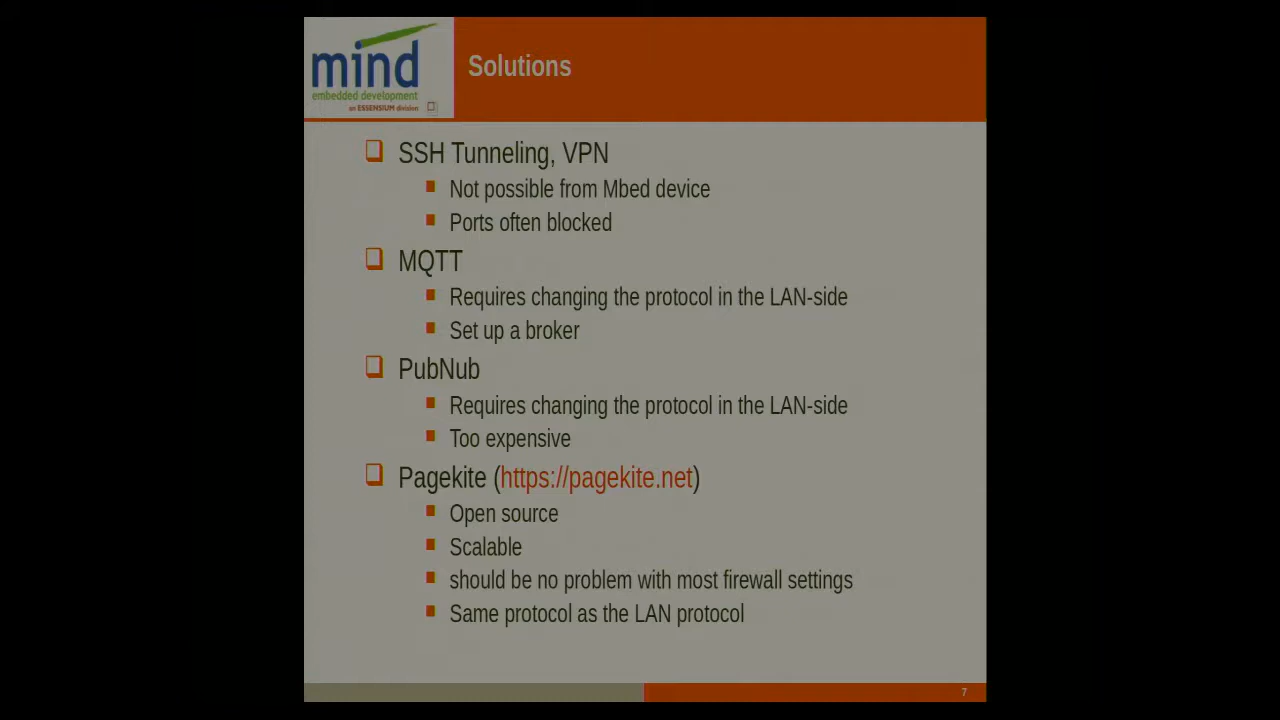 mind
embedded development
an ESSENSIUM division
Solutions
SSH Tunneling, VPN
Not possible from Mbed device
Ports often blocked
MQTT
Requires changing the protocol in the LAN-side
Set up a broker
PubNub
Requires changing the protocol in the LAN-side
Too expensive
Pagekite (https://pagekite.net)
Open source
Scalable
should be no problem with most firewall settings
Same protocol as the LAN protocol
7